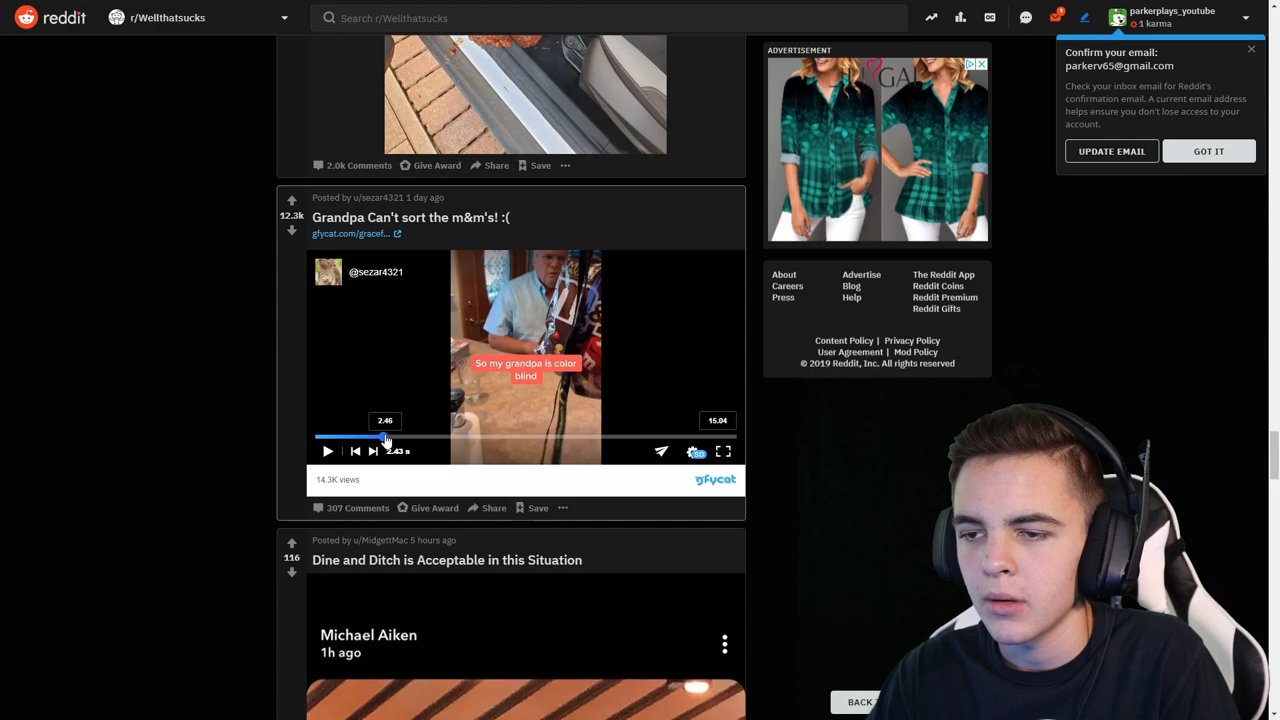 reddit
r/Wellthatsucks
Search r/Wellthatsucks
parkerplays_youtube
1 karma
Confirm your email:
parkerv65@gmail.com
Check your inbox email for Reddit's
confirmation email. A current email address
helps ensure you don't lose access to your
account.
UPDATE EMAIL
GOT IT
ADVERTISEMENT
2.0k Comments
Give Award
Share
Save
Posted by u/sezar4321 1 day ago
12.3k
Grandpa Can't sort the m&m's! :(
gfycat.com/gracef...
@sezar4321
So my grandpa is color
blind
2.46
15.04
2.43 s
SD
14.3K views
gfycat
307 Comments
Give Award
Share
Save
About
Advertise
The Reddit App
Careers
Blog
Reddit Coins
Press
Help
Reddit Premium
Reddit Gifts
Content Policy | Privacy Policy
User Agreement | Mod Policy
© 2019 Reddit, Inc. All rights reserved
Posted by u/MidgettMac 5 hours ago
116
Dine and Ditch is Acceptable in this Situation
Michael Aiken
1h ago
BACK